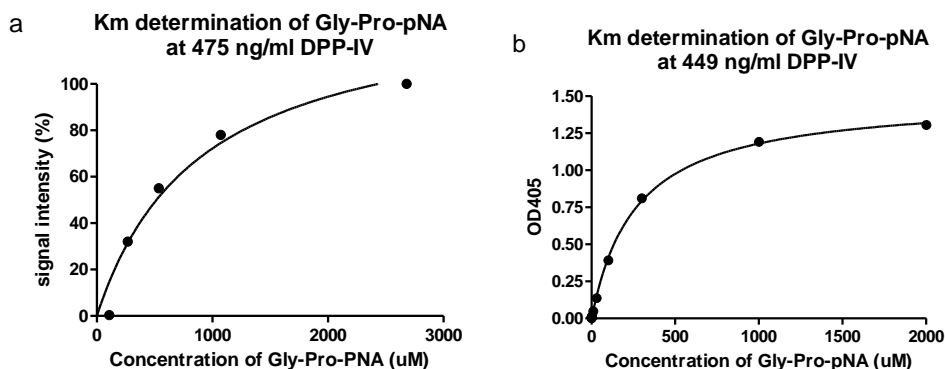 a
Km determination of Gly-Pro-pNA
at 475 ng/ml DPP-IV
signal intensity (%)
100
80
60
40
20
0
0 1000 2000 3000
Concentration of Gly-Pro-PNA (uM)
b
Km determination of Gly-Pro-pNA
at 449 ng/ml DPP-IV
OD405
1.50
1.25
1.00
0.75
0.50
0.25
0.00
0 500 1000 1500 2000
Concentration of Gly-Pro-pNA (uM)